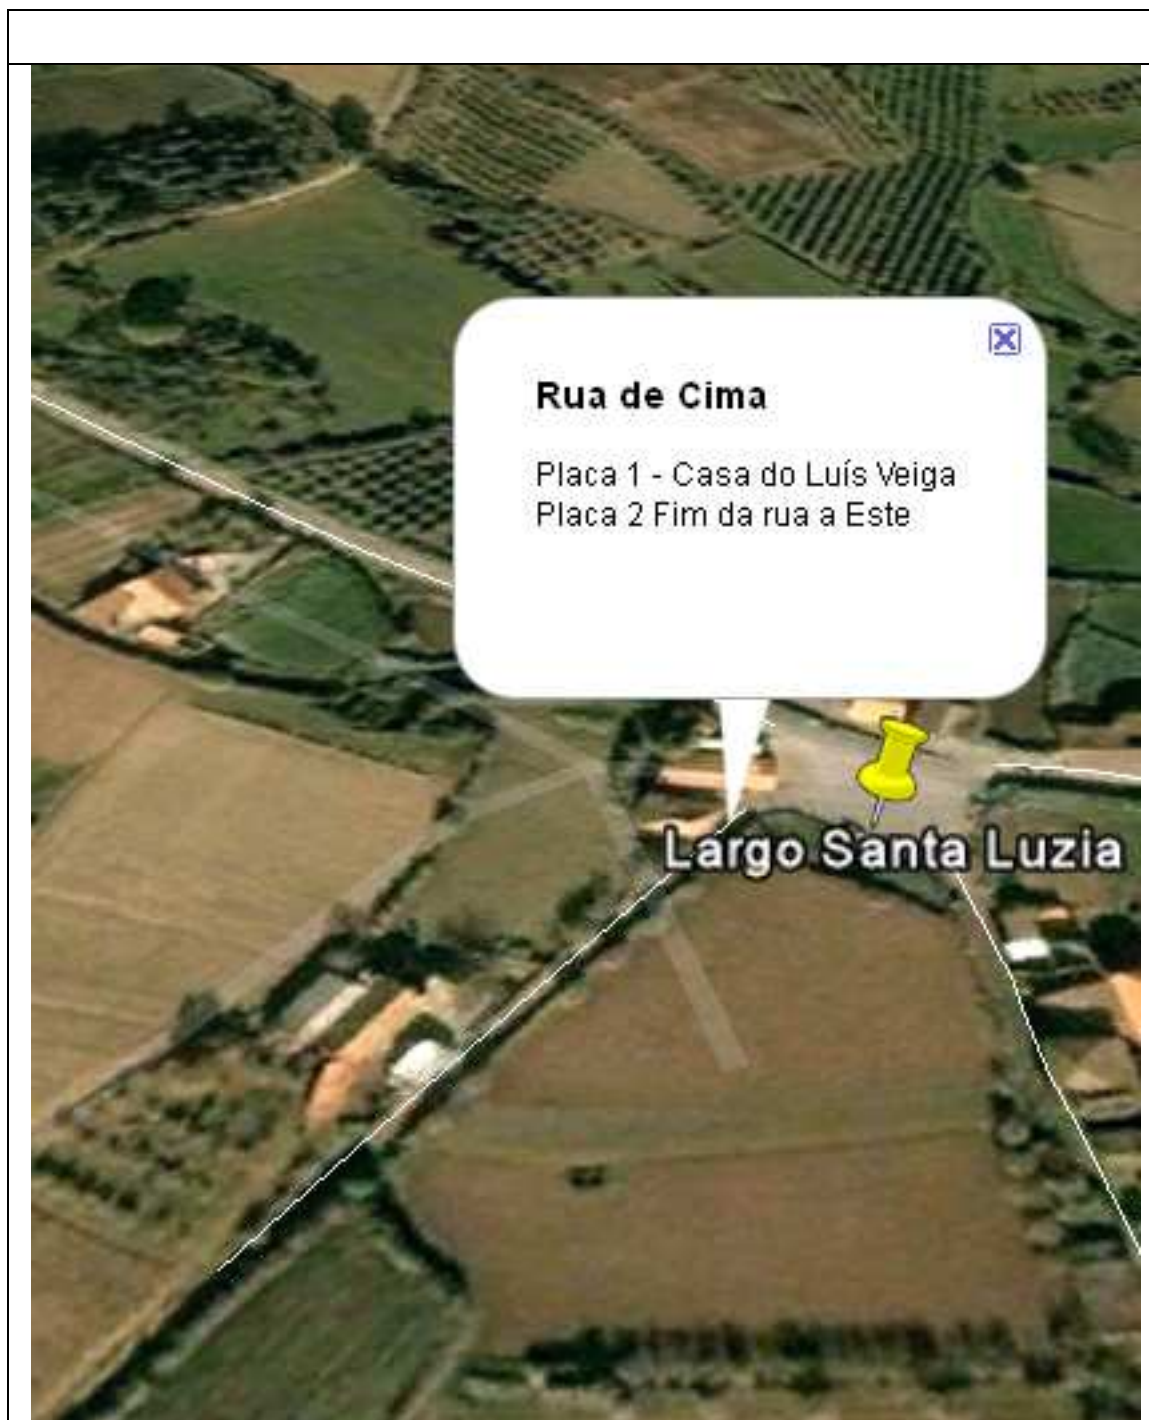 Rua de Cima
Placa 1 - Casa do Luís Veiga
Placa 2 Fim da rua a Este
Largo Santa Luzia